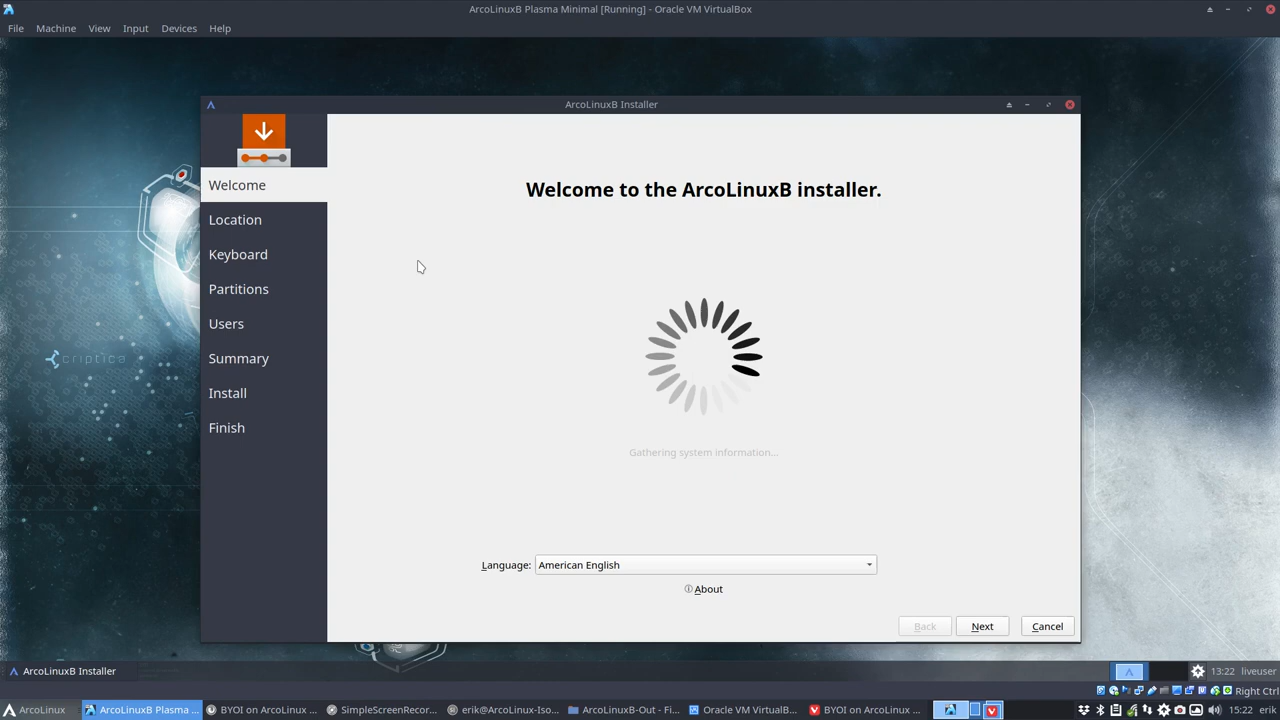 ArcoLinuxB Plasma Minimal [Running] - Oracle VM VirtualBox
File Machine View Input Devices Help
ArcoLinuxB Installer
Welcome
Location
Keyboard
Partitions
Users
Summary
Install
Finish
Welcome to the ArcoLinuxB installer.
Gathering system information...
Language: American English
About
Back Next Cancel
criptica
ArcoLinuxB Installer 13:22 liveuser
Right Ctrl
ArcoLinux ArcoLinuxB Plasma ... BYOI on ArcoLinux ... SimpleScreenRecor... erik@ArcoLinux-Iso... ArcoLinuxB-Out - Fi... Oracle VM VirtualB... BYOI on ArcoLinux ... 15:22 erik